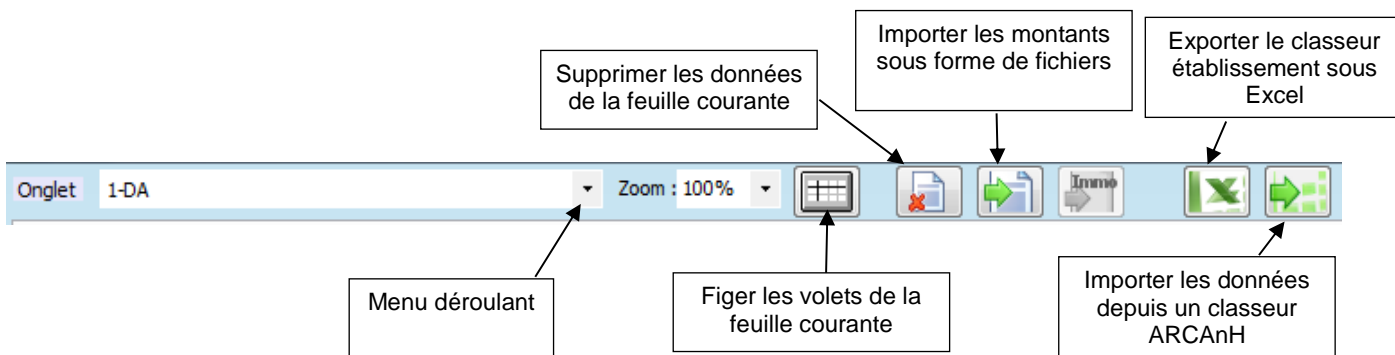 Importer les montants
sous forme de fichiers
Exporter le classeur
établissement sous
Excel
Supprimer les données
de la feuille courante
Onglet 1-DA Zoom : 100% Immo
Menu déroulant
Figer les volets de la
feuille courante
Importer les données
depuis un classeur
ARCAnH